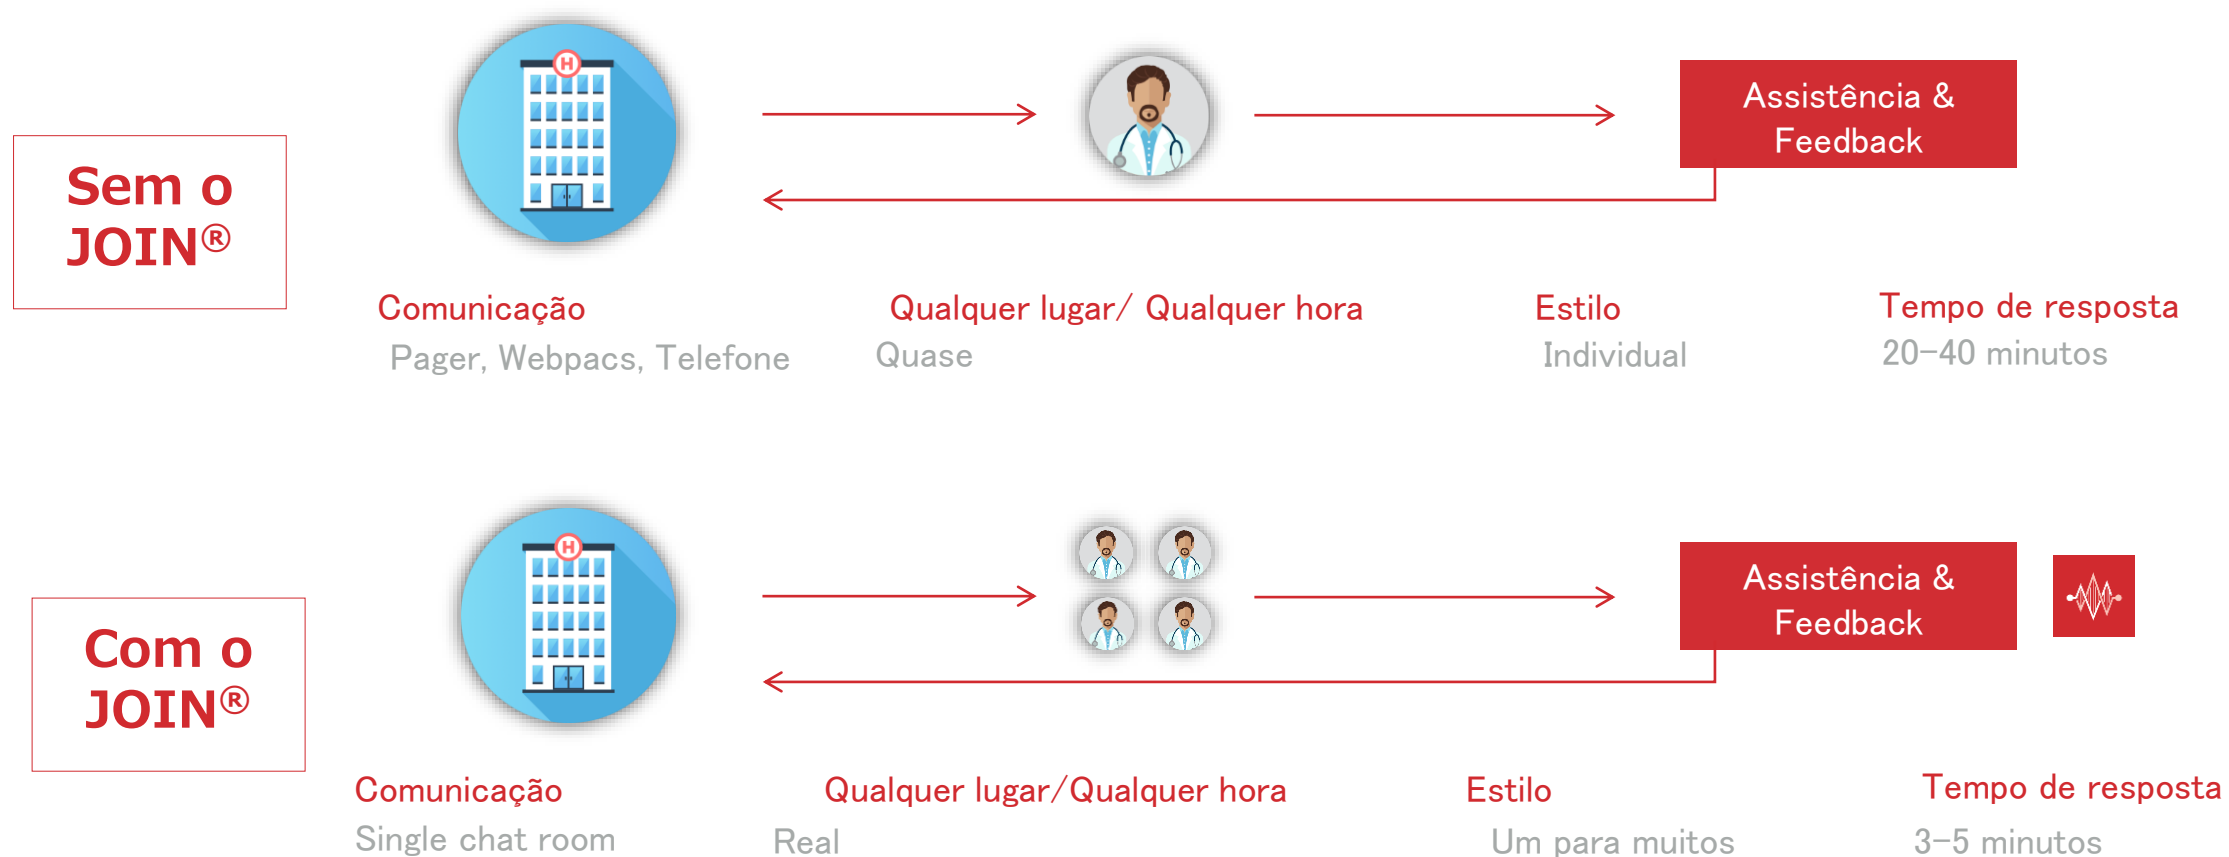 Sem o
JOIN®
H
Assistência &
Feedback
Comunicação
Pager, Webpacs, Telefone
Qualquer lugar/ Qualquer hora
Quase
Estilo
Individual
Tempo de resposta
20-40 minutos
Com o
JOIN®
H
Assistência &
Feedback
Comunicação
Single chat room
Qualquer lugar/Qualquer hora
Real
Estilo
Um para muitos
Tempo de resposta
3-5 minutos